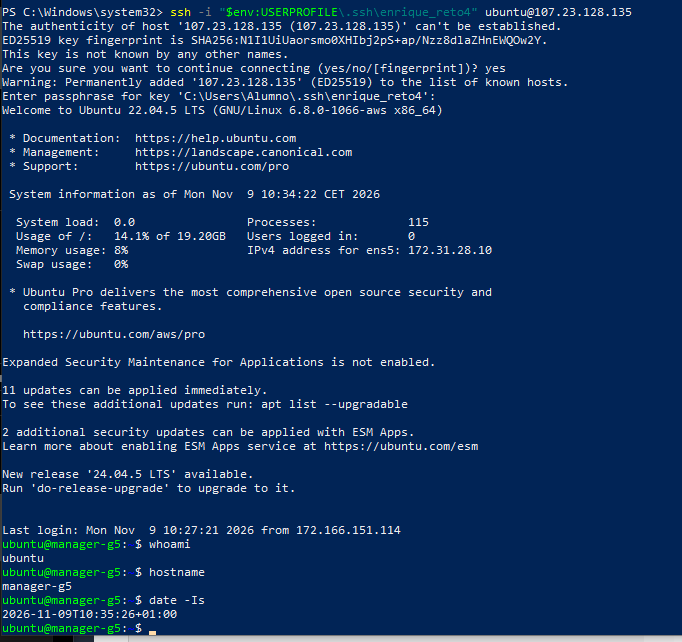 PS C:\Windows\system32> ssh -i "$env:USERPROFILE\.ssh\enrique_reto4" ubuntu@107.23.128.135
The authenticity of host '107.23.128.135 (107.23.128.135)' can't be established.
ED25519 key fingerprint is SHA256:N1I1UiUaorsmo0XHIbj2pS+ap/Nzz8dlaZHnEWQOw2Y.
This key is not known by any other names.
Are you sure you want to continue connecting (yes/no/[fingerprint])? yes
Warning: Permanently added '107.23.128.135' (ED25519) to the list of known hosts.
Enter passphrase for key 'C:\Users\Alumno\.ssh\enrique_reto4':
Welcome to Ubuntu 22.04.5 LTS (GNU/Linux 6.8.0-1066-aws x86_64)
* Documentation:  https://help.ubuntu.com
* Management:     https://landscape.canonical.com
* Support:        https://ubuntu.com/pro
System information as of Mon Nov  9 10:34:22 CET 2026
System load:  0.0                Processes:             115
Usage of /:   14.1% of 19.20GB   Users logged in:       0
Memory usage: 8%                 IPv4 address for ens5: 172.31.28.10
Swap usage:   0%
* Ubuntu Pro delivers the most comprehensive open source security and
compliance features.
https://ubuntu.com/aws/pro
Expanded Security Maintenance for Applications is not enabled.
11 updates can be applied immediately.
To see these additional updates run: apt list --upgradable
2 additional security updates can be applied with ESM Apps.
Learn more about enabling ESM Apps service at https://ubuntu.com/esm
New release '24.04.5 LTS' available.
Run 'do-release-upgrade' to upgrade to it.
Last login: Mon Nov  9 10:27:21 2026 from 172.166.151.114
ubuntu@manager-g5: $ whoami
ubuntu
ubuntu@manager-g5: $ hostname
manager-g5
ubuntu@manager-g5: $ date -Is
2026-11-09T10:35:26+01:00
ubuntu@manager-g5: $